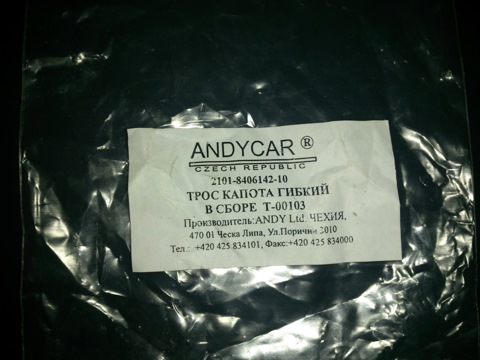 ANDYCAR ®
CZECH REPUBLIC
2101-8406142-10
ТРОС КАПОТА ГИБКИЙ
В СБОРЕ Т-00103
Производитель:ANDY Ltd. ЧЕХИЯ,
470 01 Ческа Липа, Ул.Поричии 2010
Тел.: +420 425 834101, Факс:+420 425 834000